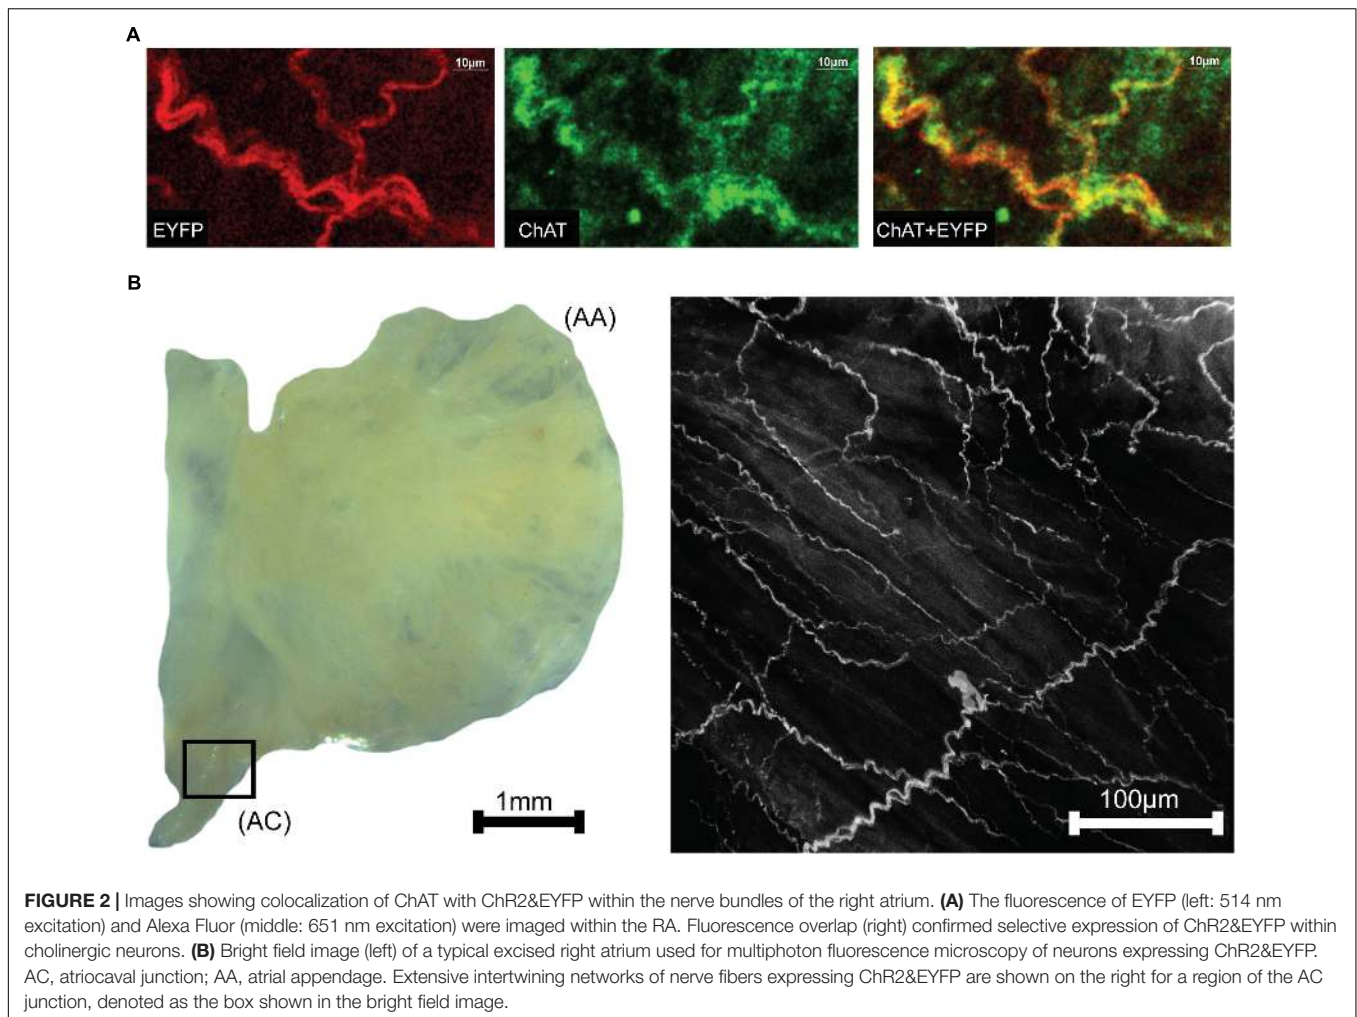 A
10μm
10μm
10μm
EYFP
ChAT
ChAT+EYFP
B
(AA)
(AC)
1mm
100μm
FIGURE 2 | Images showing colocalization of ChAT with ChR2&EYFP within the nerve bundles of the right atrium. (A) The fluorescence of EYFP (left: 514 nm
excitation) and Alexa Fluor (middle: 651 nm excitation) were imaged within the RA. Fluorescence overlap (right) confirmed selective expression of ChR2&EYFP within
cholinergic neurons. (B) Bright field image (left) of a typical excised right atrium used for multiphoton fluorescence microscopy of neurons expressing ChR2&EYFP.
AC, atriocaval junction; AA, atrial appendage. Extensive intertwining networks of nerve fibers expressing ChR2&EYFP are shown on the right for a region of the AC
junction, denoted as the box shown in the bright field image.